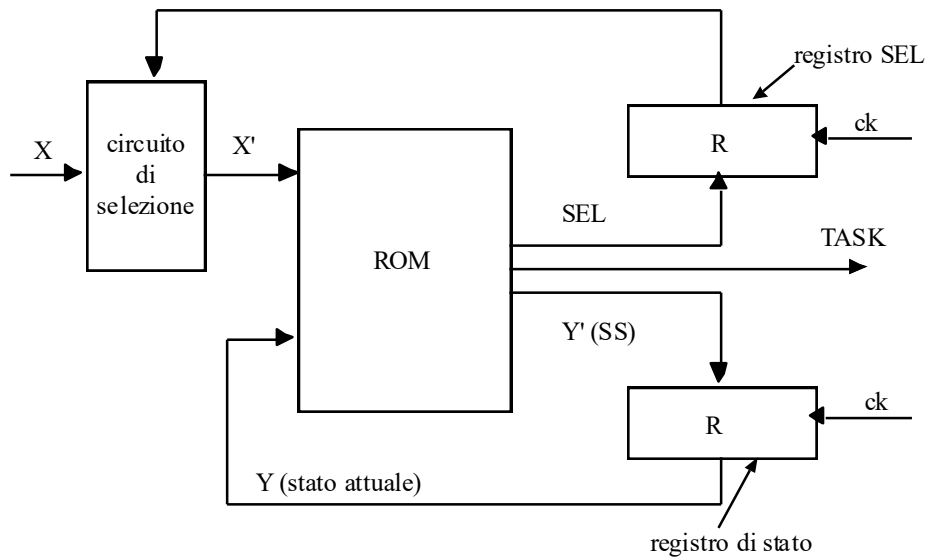 registro SEL
X
circuito
di
selezione
X'
R
ck
SEL
ROM
TASK
Y' (SS)
R
ck
Y (stato attuale)
registro di stato